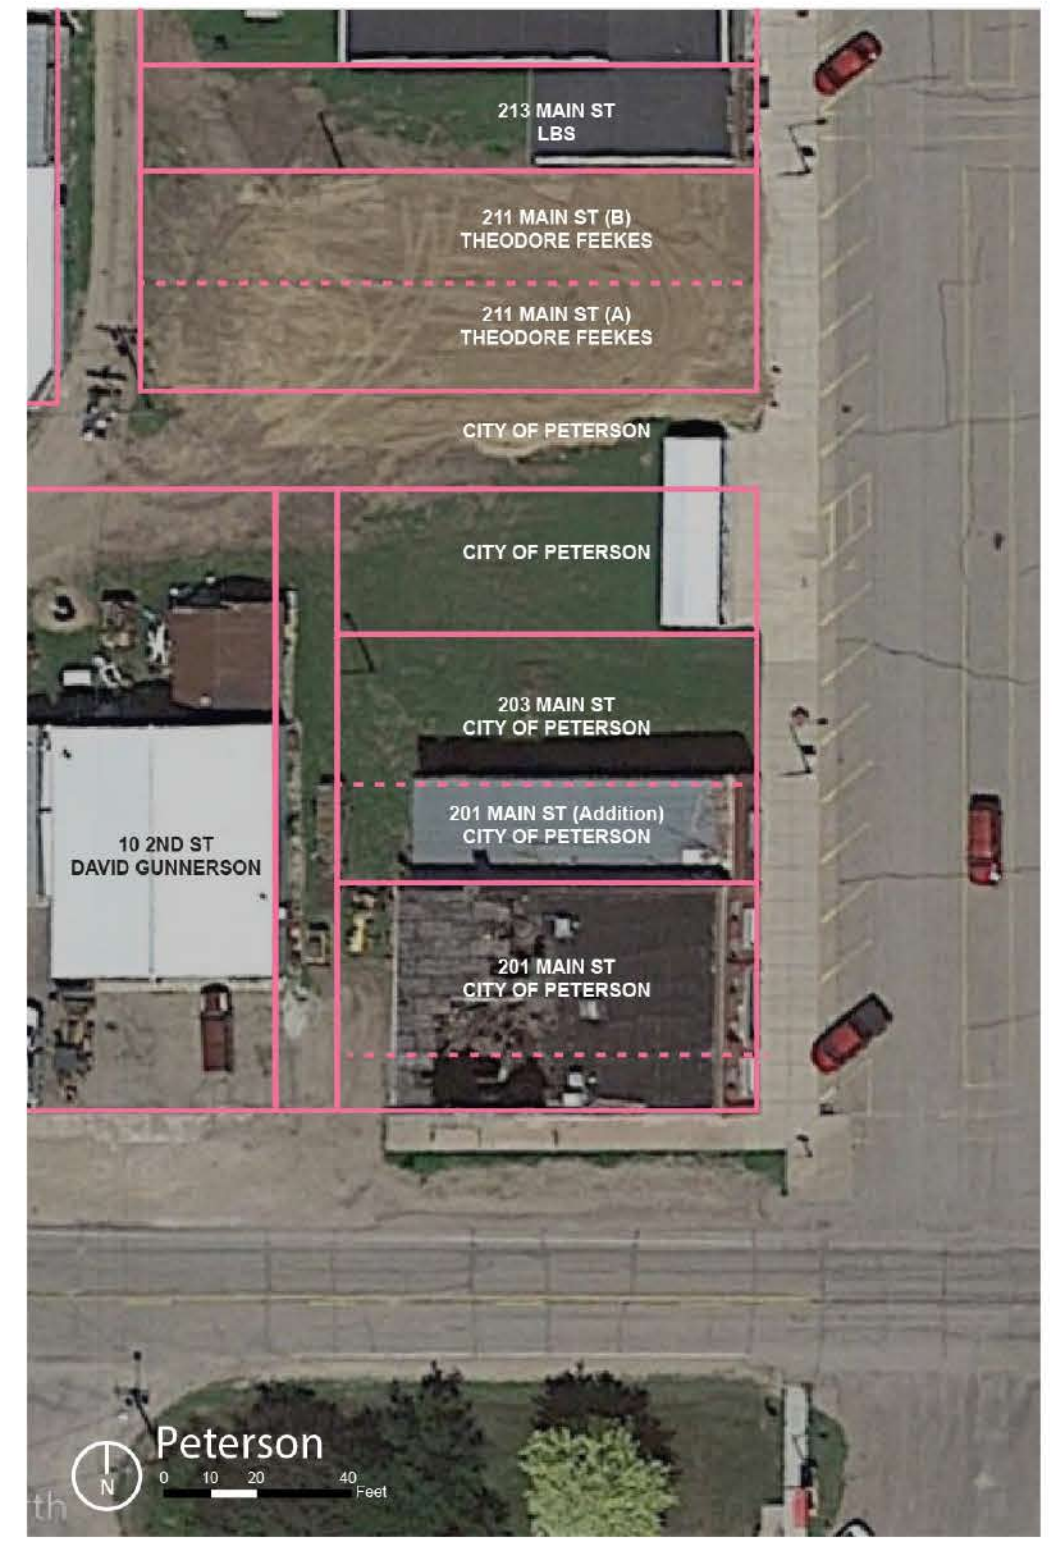 213 MAIN ST
LBS
211 MAIN ST (B)
THEODORE FEEKES
211 MAIN ST (A)
THEODORE FEEKES
CITY OF PETERSON
CITY OF PETERSON
203 MAIN ST
CITY OF PETERSON
201 MAIN ST (Addition)
CITY OF PETERSON
10 2ND ST
DAVID GUNNERSON
201 MAIN ST
CITY OF PETERSON
Peterson
N
0 10 20 40
Feet
th